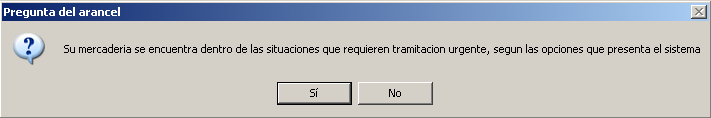 Pregunta del arancel
Su mercaderia se encuentra dentro de las situaciones que requieren tramitacion urgente, segun las opciones que presenta el sistema
Sí
No